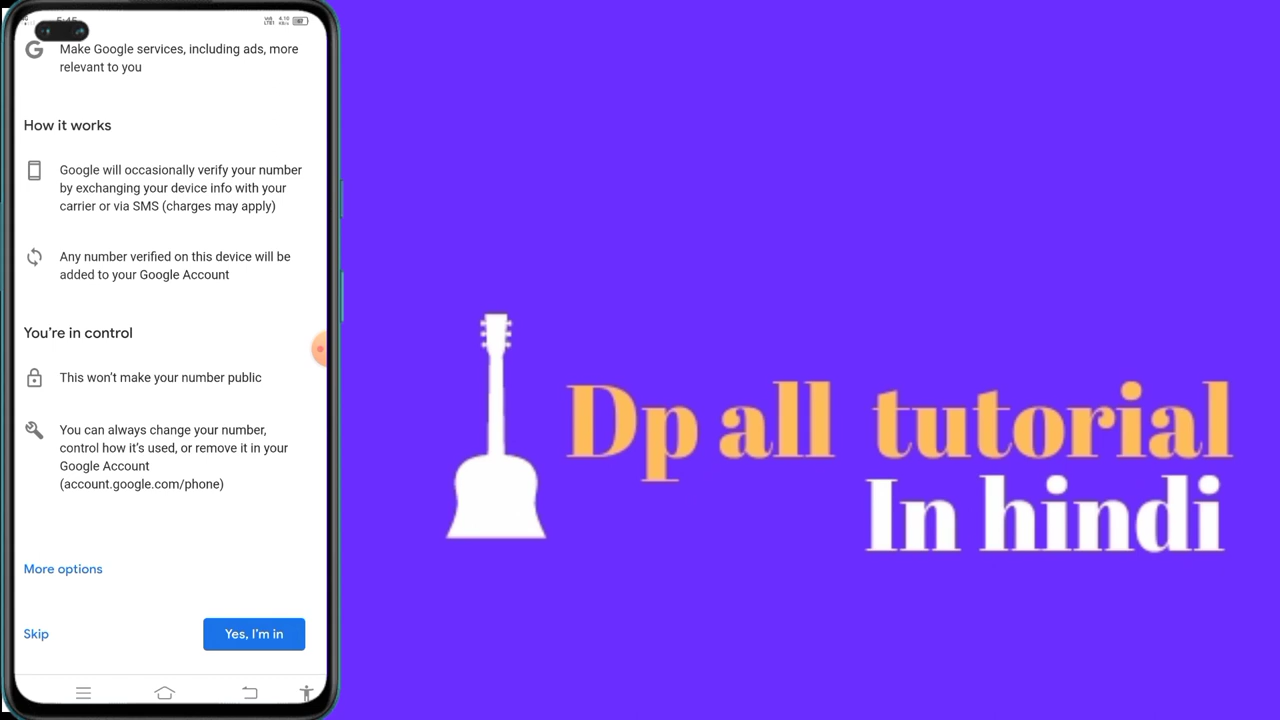 Make Google services, including ads, more
relevant to you
How it works
Google will occasionally verify your number
by exchanging your device info with your
carrier or via SMS (charges may apply)
Any number verified on this device will be
added to your Google Account
You're in control
This won't make your number public
You can always change your number,
control how it's used, or remove it in your
Google Account
(account.google.com/phone)
More options
Skip
Yes, I'm in
Dp all tutorial
In hindi